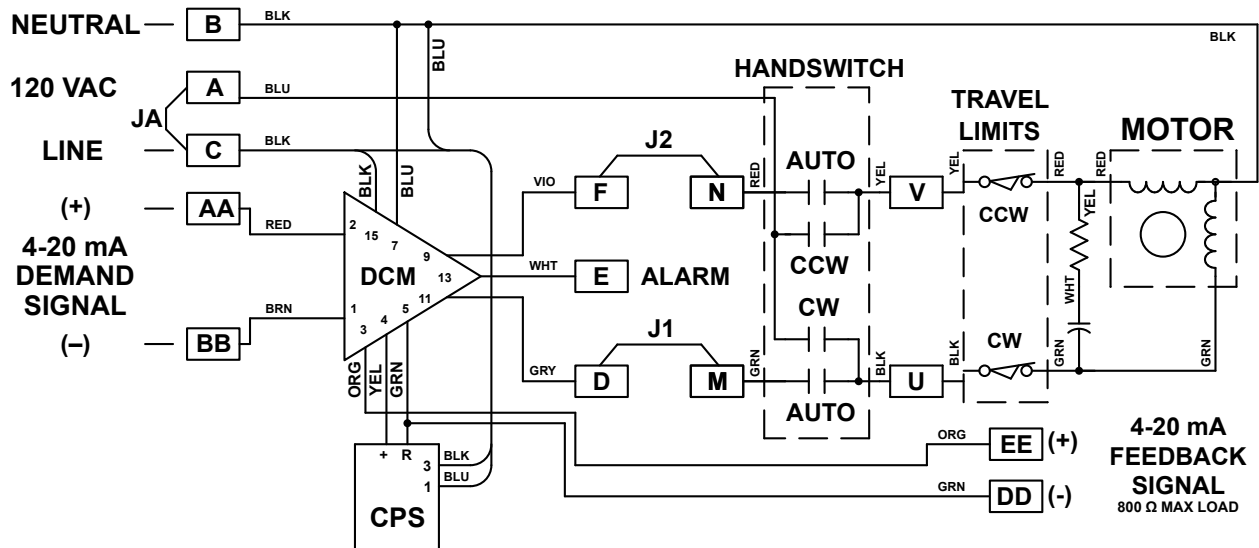 NEUTRAL
B
BLK
BLK
BLU
120 VAC
A
BLU
JA
LINE
C
BLK
HANDSWITCH
TRAVEL
LIMITS
MOTOR
(+)
AA
RED
4-20 mA
DEMAND
SIGNAL
(–)
BB
BRN
BLK
BLU
2
15
7
9
DCM
13
11
1
3
4
5
ORG
YEL
GRN
VIO
F
J2
N
RED
AUTO
CCW
YEL
V
YEL
CCW
RED
RED
YEL
WHT
GRN
GRN
WHT
E
ALARM
GRY
D
J1
M
GRN
CW
AUTO
BLK
U
BLK
CW
+
R
3
1
BLK
BLU
CPS
ORG
EE
(+)
GRN
DD
(-)
4-20 mA
FEEDBACK
SIGNAL
800 Ω MAX LOAD